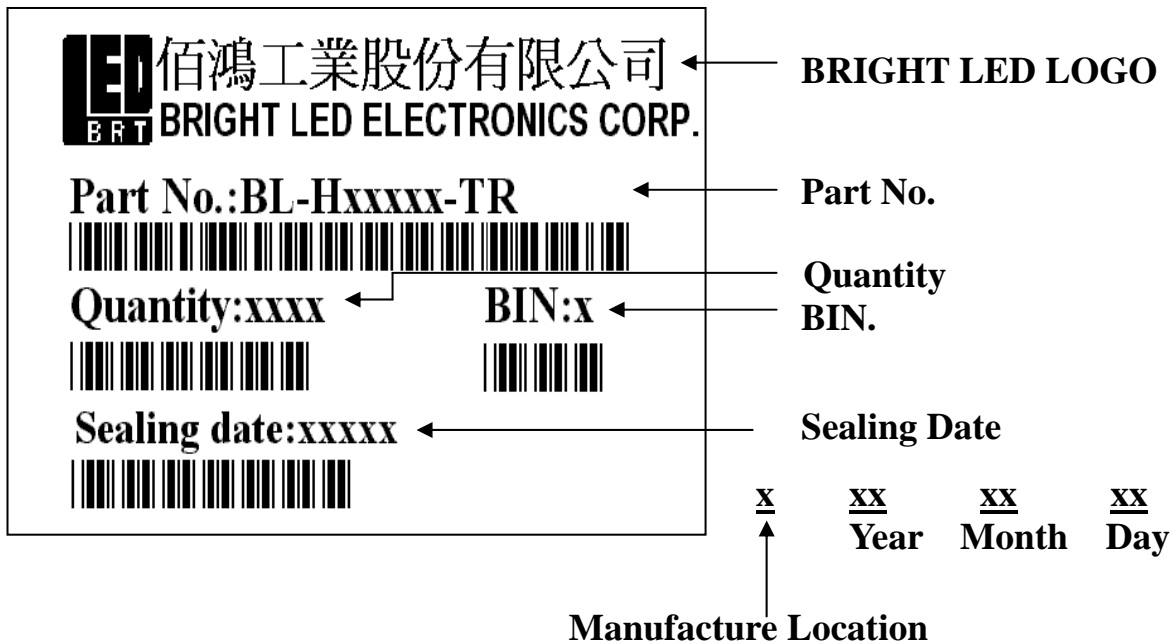 LED 佰鴻工業股份有限公司
BRT BRIGHT LED ELECTRONICS CORP.
BRIGHT LED LOGO
Part No.:BL-Hxxxxx-TR
Part No.
Quantity:xxxx
BIN:x
Quantity
BIN.
Sealing date:xxxxx
Sealing Date
x xx xx xx
Year Month Day
Manufacture Location